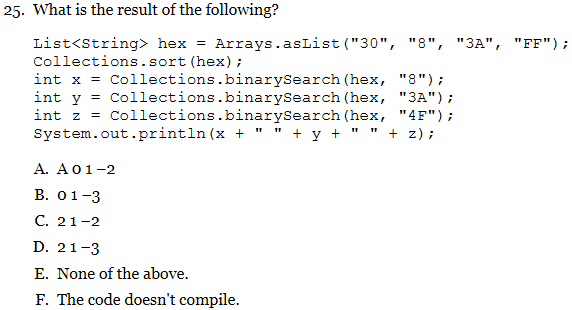 25. What is the result of the following?
List<String> hex = Arrays.asList("30", "8", "3A", "FF");
Collections.sort(hex);
int x = Collections.binarySearch(hex, "8");
int y = Collections.binarySearch(hex, "3A");
int z = Collections.binarySearch(hex, "4F");
System.out.println(x + " " + y + " " + z);
A. A 0 1 –2
B. 0 1 –3
C. 2 1 –2
D. 2 1 –3
E. None of the above.
F. The code doesn't compile.